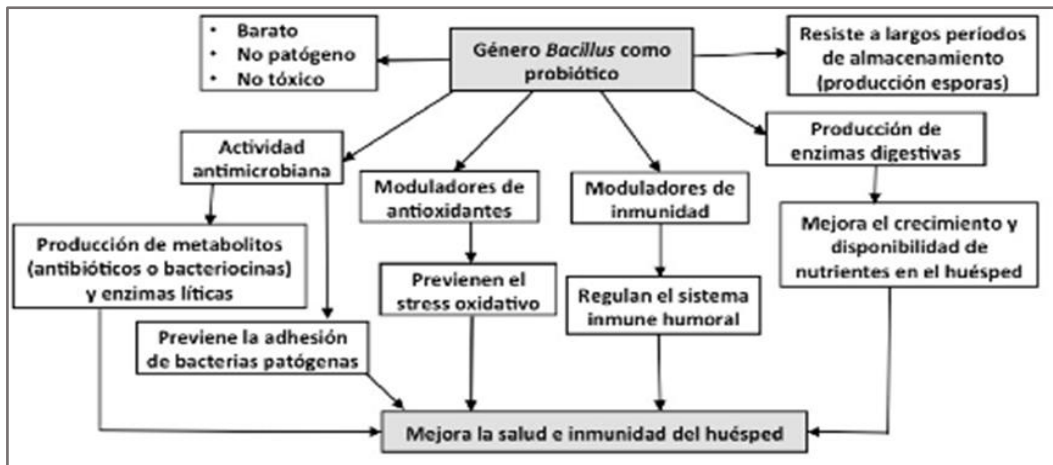 • Barato
• No patógeno
• No tóxico
Género Bacillus como
probiótico
Resiste a largos períodos
de almacenamiento
(producción esporas)
Actividad
antimicrobiana
Moduladores de
antioxidantes
Moduladores de
inmunidad
Producción de
enzimas digestivas
Producción de metabolitos
(antibióticos o bacteriocinas)
y enzimas líticas
Previenen el
stress oxidativo
Regulan el sistema
inmune humoral
Mejora el crecimiento y
disponibilidad de
nutrientes en el huésped
Previene la adhesión
de bacterias patógenas
Mejora la salud e inmunidad del huésped